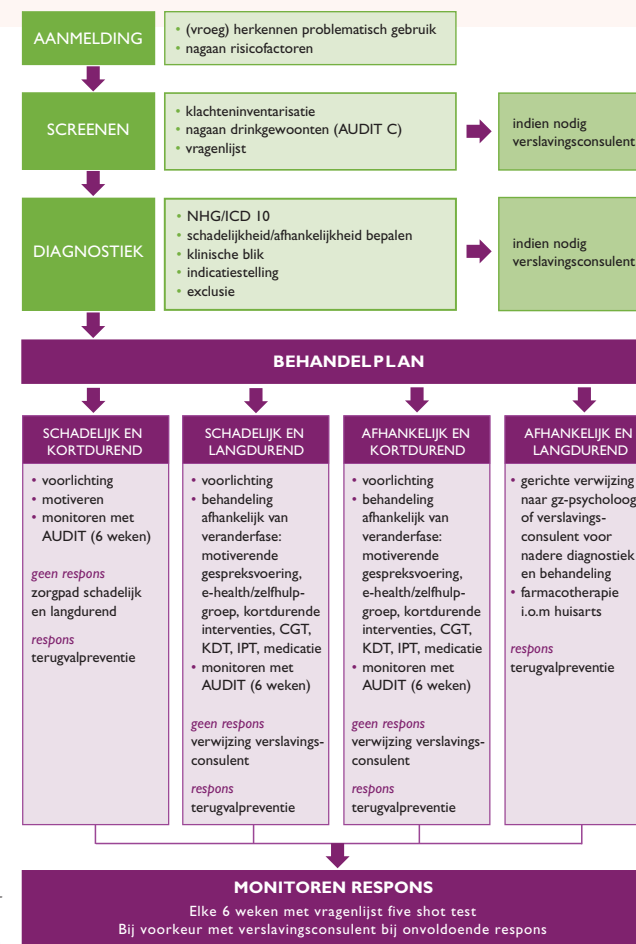 AANMELDING
• (vroeg) herkennen problematisch gebruik
• nagaan risicofactoren
SCREENEN
• klachteninventarisatie
• nagaan drinkgewoonten (AUDIT C)
• vragenlijst
indien nodig
verslavingsconsulent
DIAGNOSTIEK
• NHG/ICD 10
• schadelijkheid/afhankelijkheid bepalen
• klinische blik
• indicatiestelling
• exclusie
indien nodig
verslavingsconsulent
BEHANDELPLAN
SCHADELIJK EN
KORTDUREND
• voorlichting
• motiveren
• monitoren met
AUDIT (6 weken)
geen respons
zorgpad schadelijk
en langdurend
respons
terugvalpreventie
SCHADELIJK EN
LANGDUREND
• voorlichting
• behandeling
afhankelijk van
veranderfase:
motiverende
gespreksvoering,
e-health/zelfhulp-
groep, kortdurende
interventies, CGT,
KDT, IPT, medicatie
• monitoren met
AUDIT (6 weken)
geen respons
verwijzing verslavings-
consulent
respons
terugvalpreventie
AFHANKELIJK EN
KORTDUREND
• voorlichting
• behandeling
afhankelijk van
veranderfase:
motiverende
gespreksvoering,
e-health/zelfhulp-
groep, kortdurende
interventies, CGT,
KDT, IPT, medicatie
• monitoren met
AUDIT (6 weken)
geen respons
verwijzing verslavings-
consulent
respons
terugvalpreventie
AFHANKELIJK EN
LANGDUREND
• gerichte verwijzing
naar gz-psycholoog
of verslavings-
consulent voor
nadere diagnostiek
en behandeling
• farmacotherapie
i.o.m huisarts
respons
terugvalpreventie
MONITOREN RESPONS
Elke 6 weken met vragenlijst five shot test
Bij voorkeur met verslavingsconsulent bij onvoldoende respons